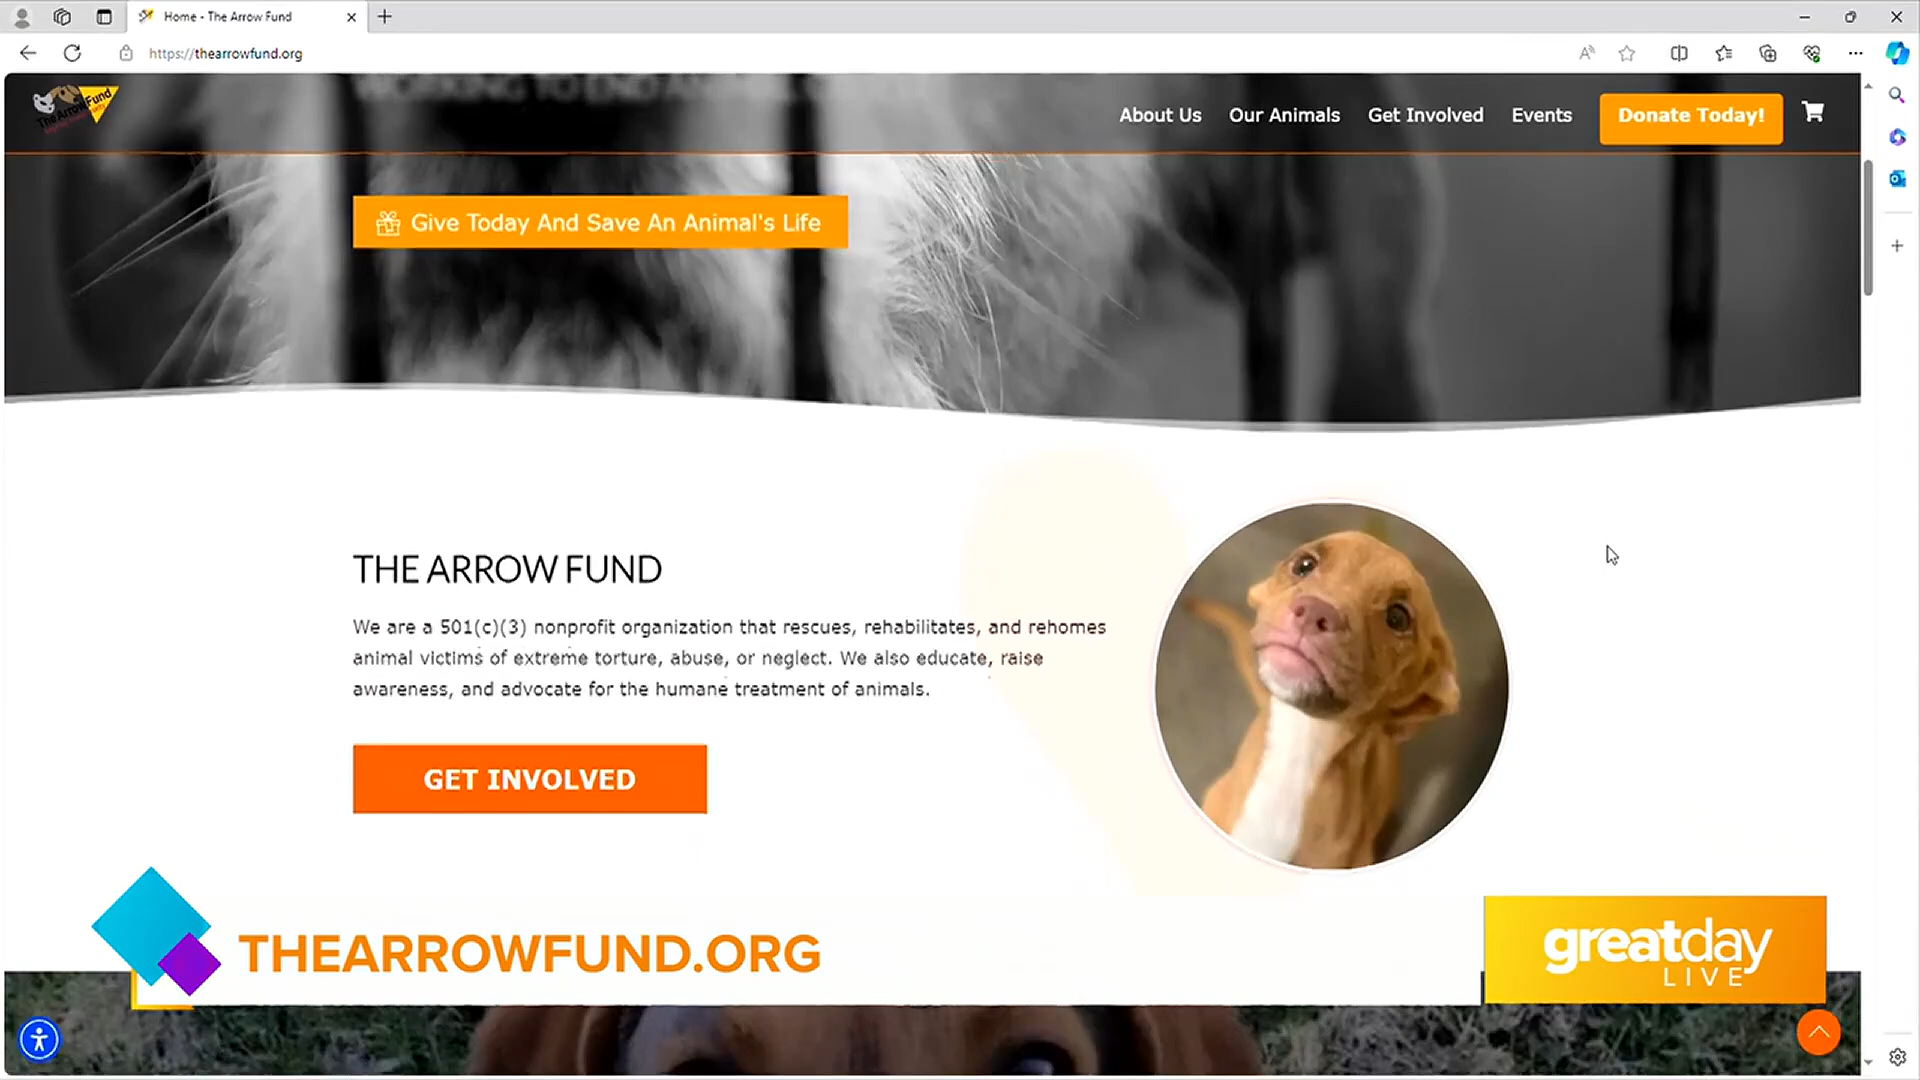 Home - The Arrow Fund
https://thearrowfund.org
The Arrow Fund
About Us
Our Animals
Get Involved
Events
Donate Today!
Give Today And Save An Animal's Life
THE ARROW FUND
We are a 501(c)(3) nonprofit organization that rescues, rehabilitates, and rehomes
animal victims of extreme torture, abuse, or neglect. We also educate, raise
awareness, and advocate for the humane treatment of animals.
GET INVOLVED
THEARROWFUND.ORG
greatday
LIVE